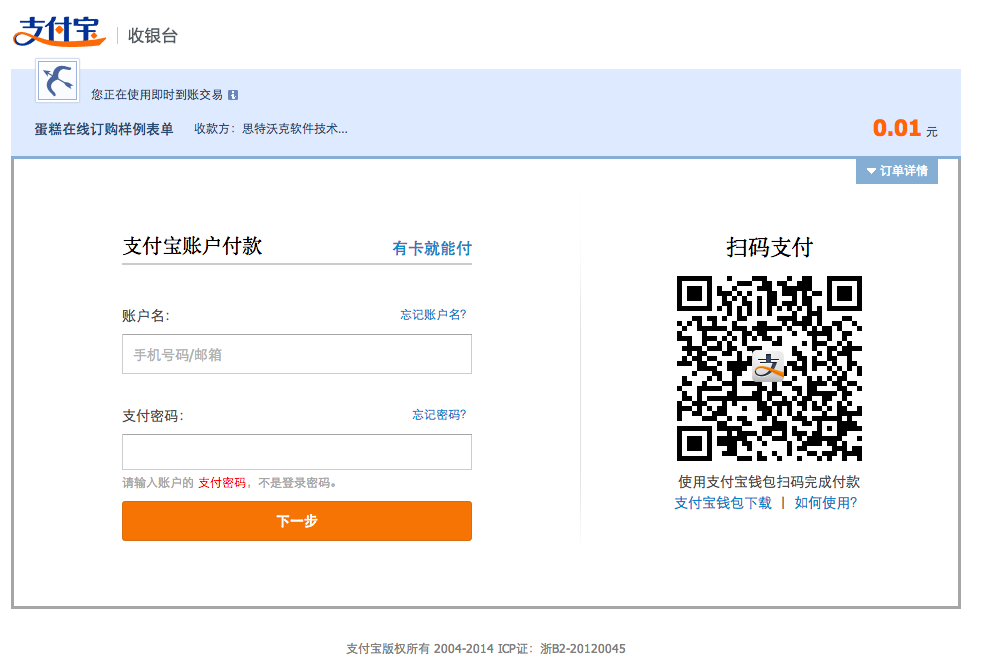 支付宝 | 收银台
您正在使用即时到账交易
蛋糕在线订购样例表单 收款方：思特沃克软件技术... 0.01 元
订单详情
支付宝账户付款 有卡就能付
账户名： 忘记账户名?
手机号码/邮箱
支付密码： 忘记密码?
请输入账户的 支付密码，不是登录密码。
下一步
扫码支付
支
使用支付宝钱包扫码完成付款
支付宝钱包下载 | 如何使用?
支付宝版权所有 2004-2014 ICP证：浙B2-20120045